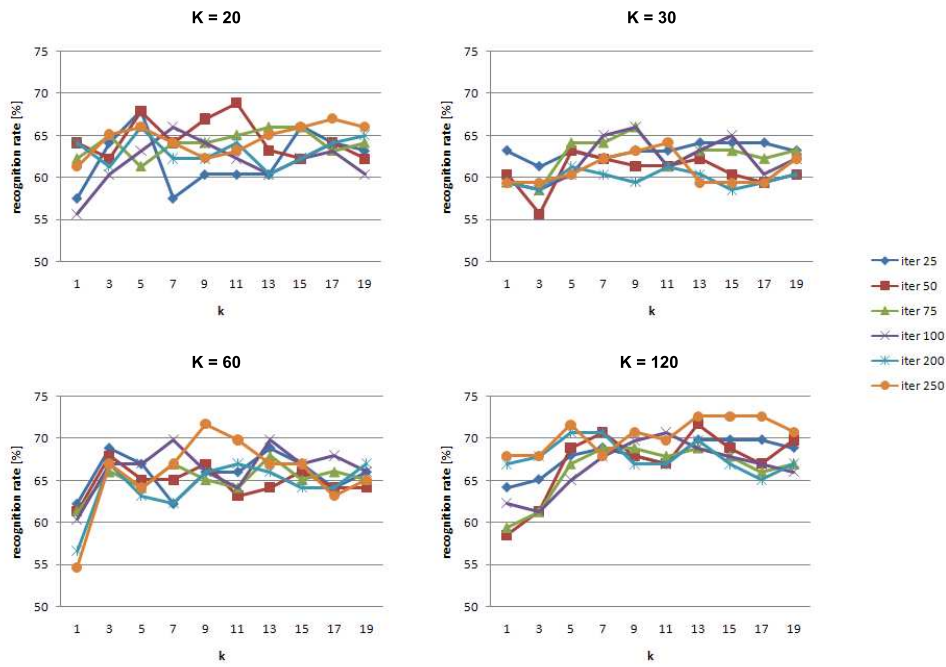 K = 20
75
70
65
60
55
50
recognition rate [%]
1 3 5 7 9 11 13 15 17 19
k
K = 30
75
70
65
60
55
50
recognition rate [%]
1 3 5 7 9 11 13 15 17 19
k
iter 25
iter 50
iter 75
iter 100
iter 200
iter 250
K = 60
75
70
65
60
55
50
recognition rate [%]
1 3 5 7 9 11 13 15 17 19
k
K = 120
75
70
65
60
55
50
recognition rate [%]
1 3 5 7 9 11 13 15 17 19
k